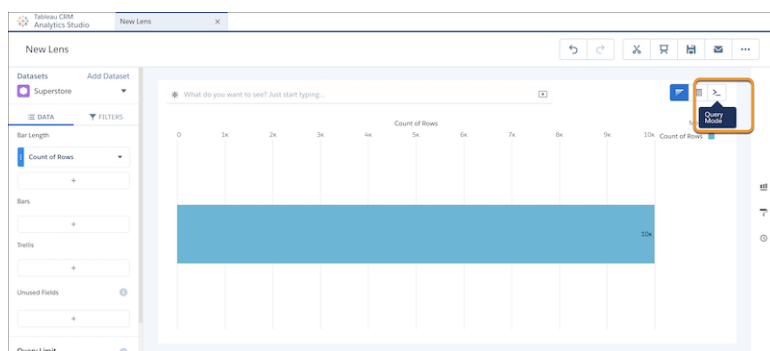 Tableau CRM
Analytics Studio
New Lens
New Lens
Datasets
Add Dataset
Superstore
DATA
FILTERS
Bar Length
Count of Rows
+
Bars
+
Trellis
+
Unused Fields
+
Query Limit
What do you want to see? Just start typing...
Query Mode
Count of Rows
0 1K 2K 3K 4K 5K 6K 7K 8K 9K 10K
Count of Rows
10K